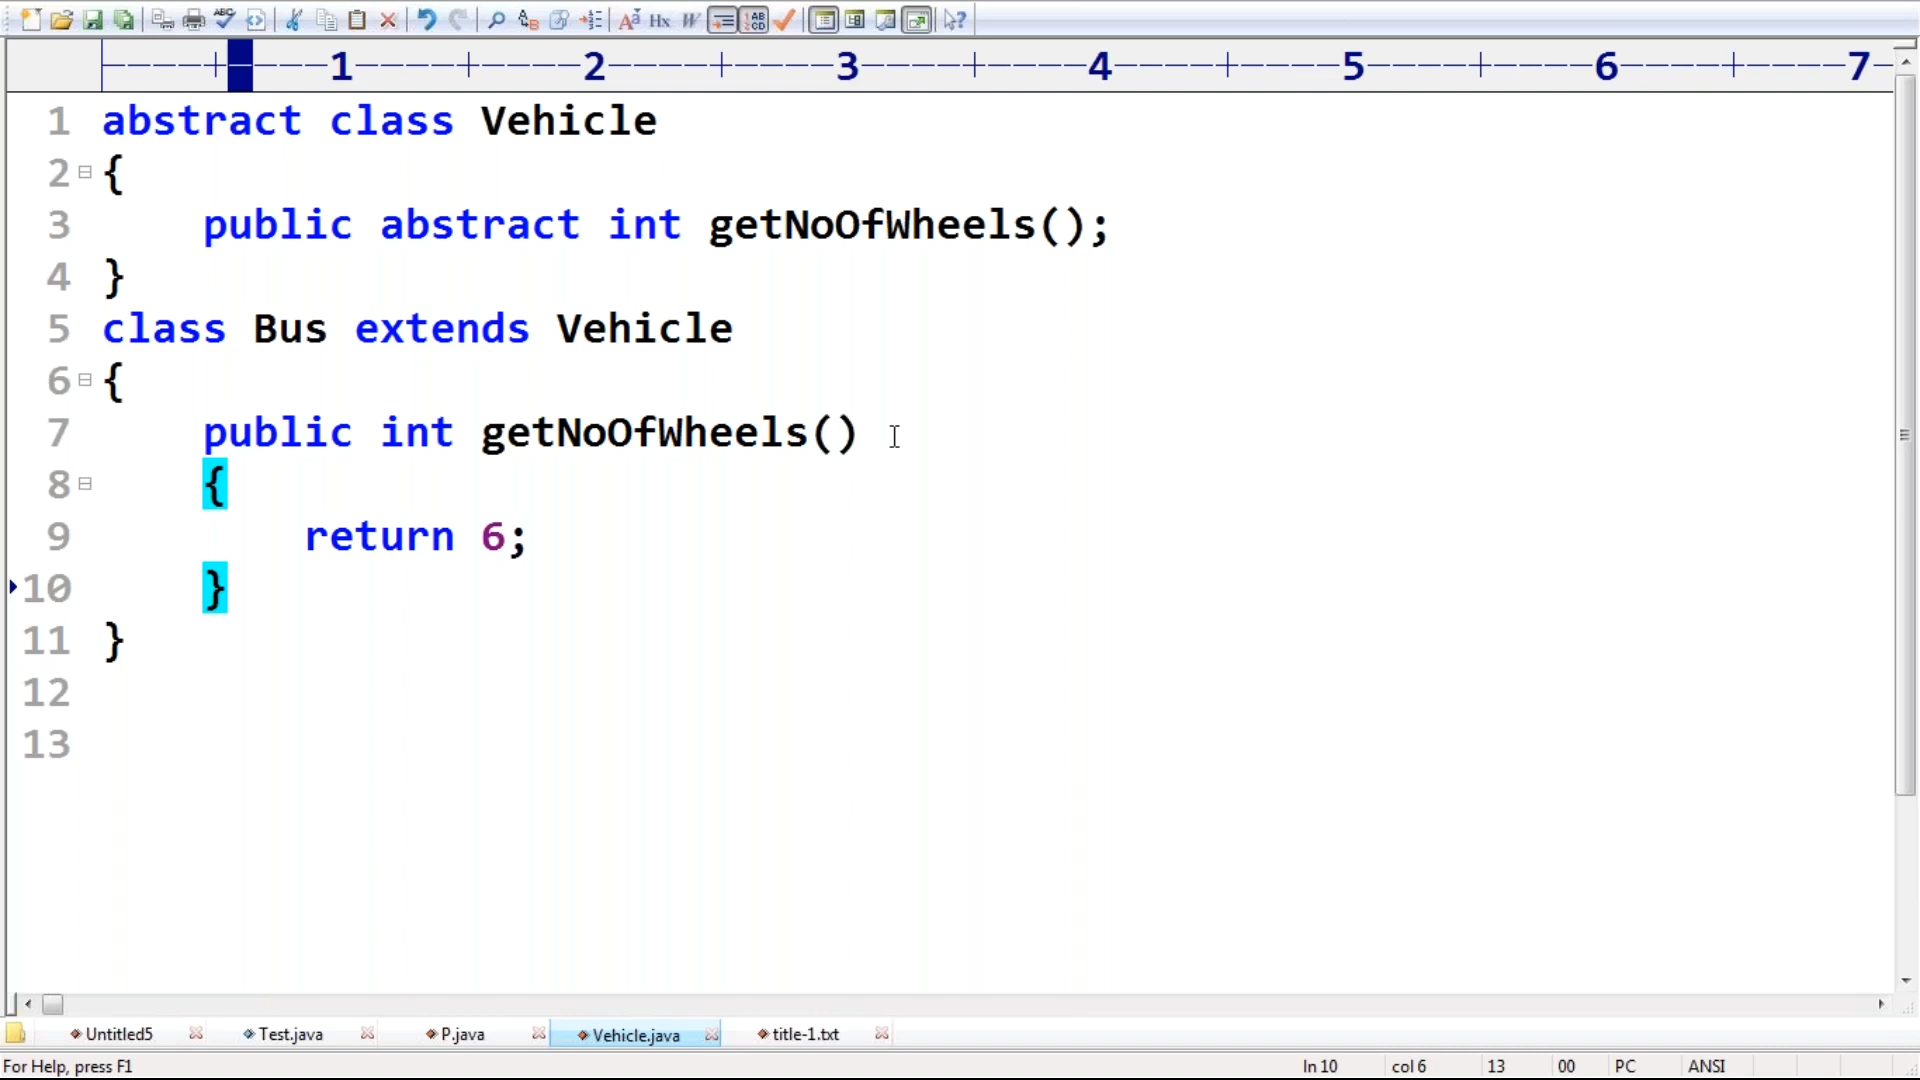 1 2 3 4 5 6 7
1 abstract class Vehicle
2 {
3 public abstract int getNoOfWheels();
4 }
5 class Bus extends Vehicle
6 {
7 public int getNoOfWheels()
8 {
9 return 6;
10 }
11 }
12
13
Untitled5 Test.java P.java Vehicle.java title-1.txt
For Help, press F1 ln 10 col 6 13 00 PC ANSI